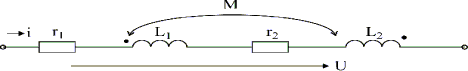 M
i r₁ L₁ r₂ L₂
U